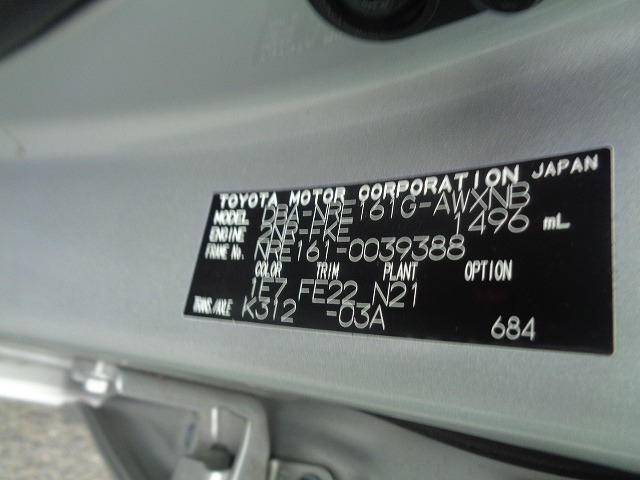 TOYOTA MOTOR CORPORATION JAPAN
MODEL DBA-NRE161G-AWXNB
ENGINE 2NR-FKE 1496 mL
FRAME No. NRE161-0039388
COLOR TRIM PLANT OPTION
1E7 FE22 N21
TRANS./AXLE K312 -03A
684